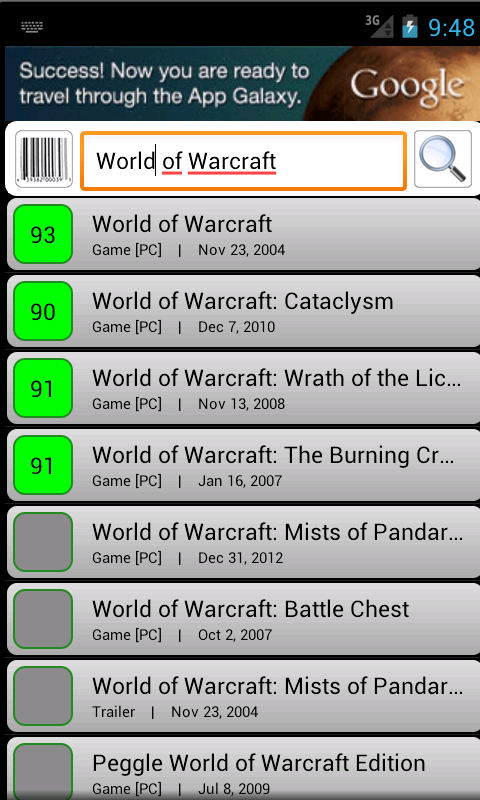 3G 9:48
Success! Now you are ready to
travel through the App Galaxy.
Google
World of Warcraft
93
World of Warcraft
Game [PC] | Nov 23, 2004
90
World of Warcraft: Cataclysm
Game [PC] | Dec 7, 2010
91
World of Warcraft: Wrath of the Lic...
Game [PC] | Nov 13, 2008
91
World of Warcraft: The Burning Cr...
Game [PC] | Jan 16, 2007
World of Warcraft: Mists of Pandar...
Game [PC] | Dec 31, 2012
World of Warcraft: Battle Chest
Game [PC] | Oct 2, 2007
World of Warcraft: Mists of Pandar...
Trailer | Nov 23, 2004
Peggle World of Warcraft Edition
Game [PC] | Jul 8, 2009